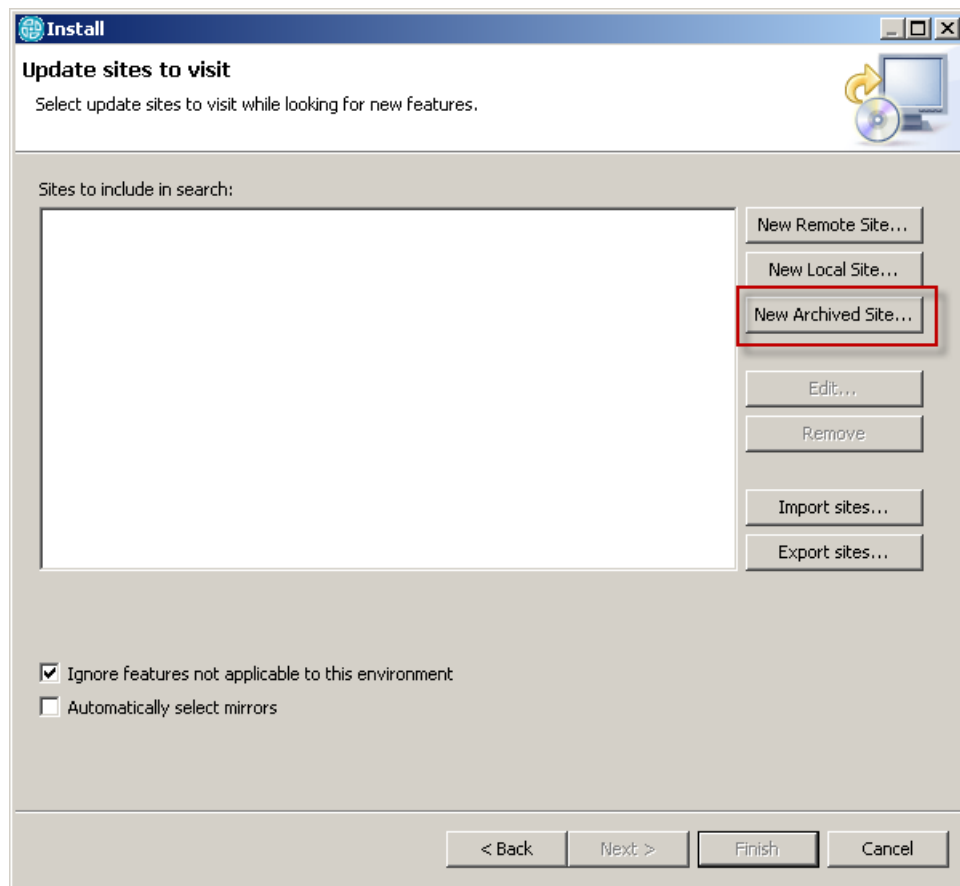 Install
Update sites to visit
Select update sites to visit while looking for new features.
Sites to include in search:
New Remote Site...
New Local Site...
New Archived Site...
Edit...
Remove
Import sites...
Export sites...
Ignore features not applicable to this environment
Automatically select mirrors
< Back Next > Finish Cancel